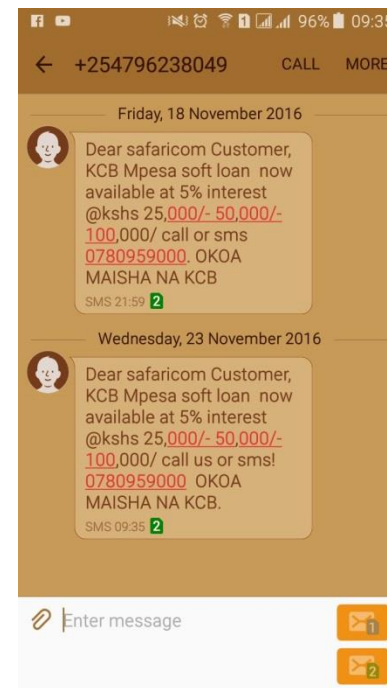 96% 09:35
+254796238049 CALL MORE
Friday, 18 November 2016
Dear safaricom Customer,
KCB Mpesa soft loan now
available at 5% interest
@kshs 25,000/- 50,000/-
100,000/ call or sms
0780959000. OKOA
MAISHA NA KCB
SMS 21:59 2
Wednesday, 23 November 2016
Dear safaricom Customer,
KCB Mpesa soft loan now
available at 5% interest
@kshs 25,000/- 50,000/-
100,000/ call us or sms!
0780959000 OKOA
MAISHA NA KCB.
SMS 09:35 2
Enter message
1
2